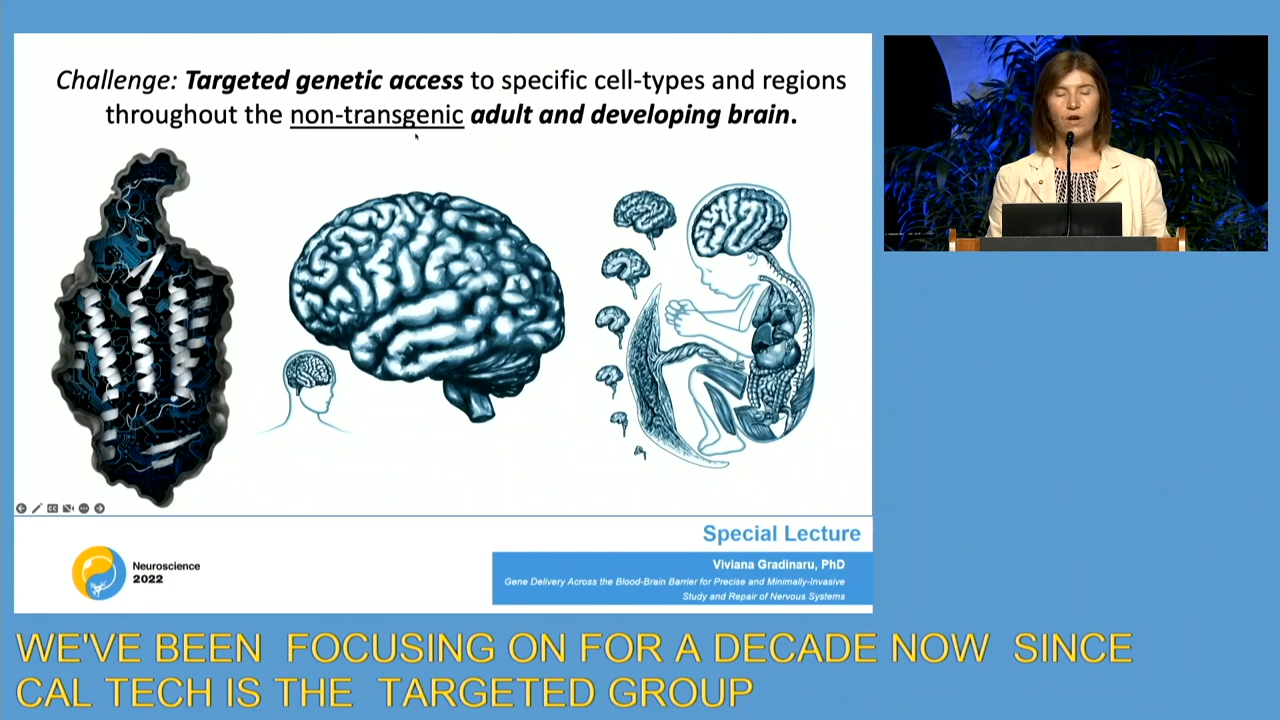 Challenge: Targeted genetic access to specific cell-types and regions
throughout the non-transgenic adult and developing brain.
Special Lecture
Neuroscience
2022
Viviana Gradinaru, PhD
Gene Delivery Across the Blood-Brain Barrier for Precise and Minimally-Invasive
Study and Repair of Nervous Systems
WE'VE BEEN FOCUSING ON FOR A DECADE NOW SINCE
CAL TECH IS THE TARGETED GROUP